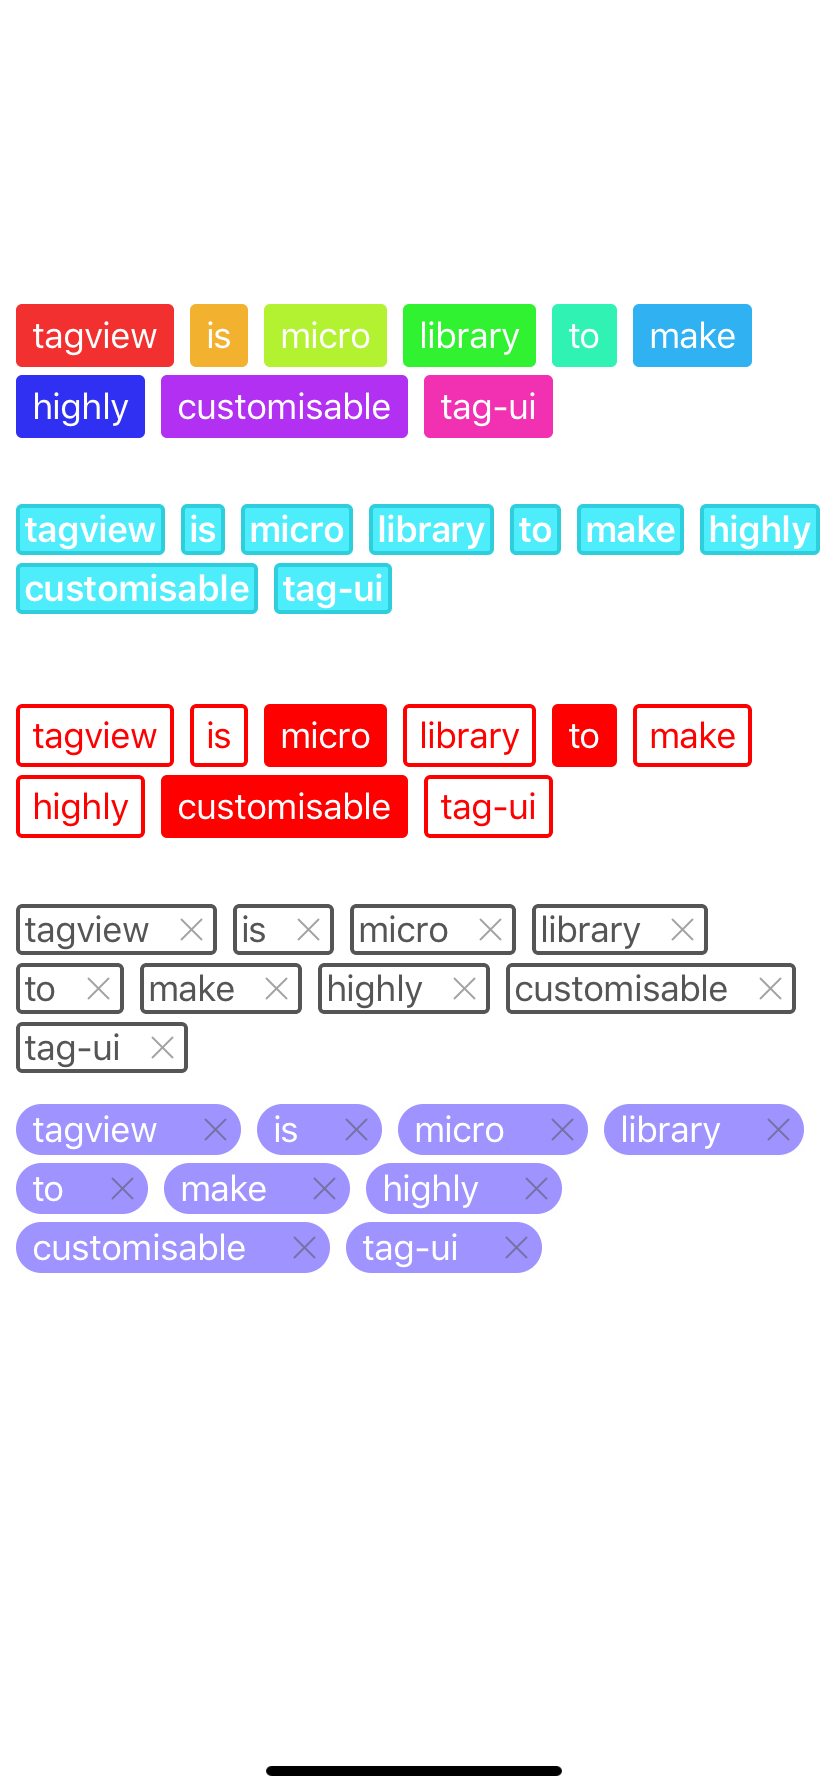 tagview is micro library to make
highly customisable tag-ui
tagview is micro library to make highly
customisable tag-ui
tagview is micro library to make
highly customisable tag-ui
tagview is micro library
to make highly customisable
tag-ui
tagview is micro library
to make highly
customisable tag-ui